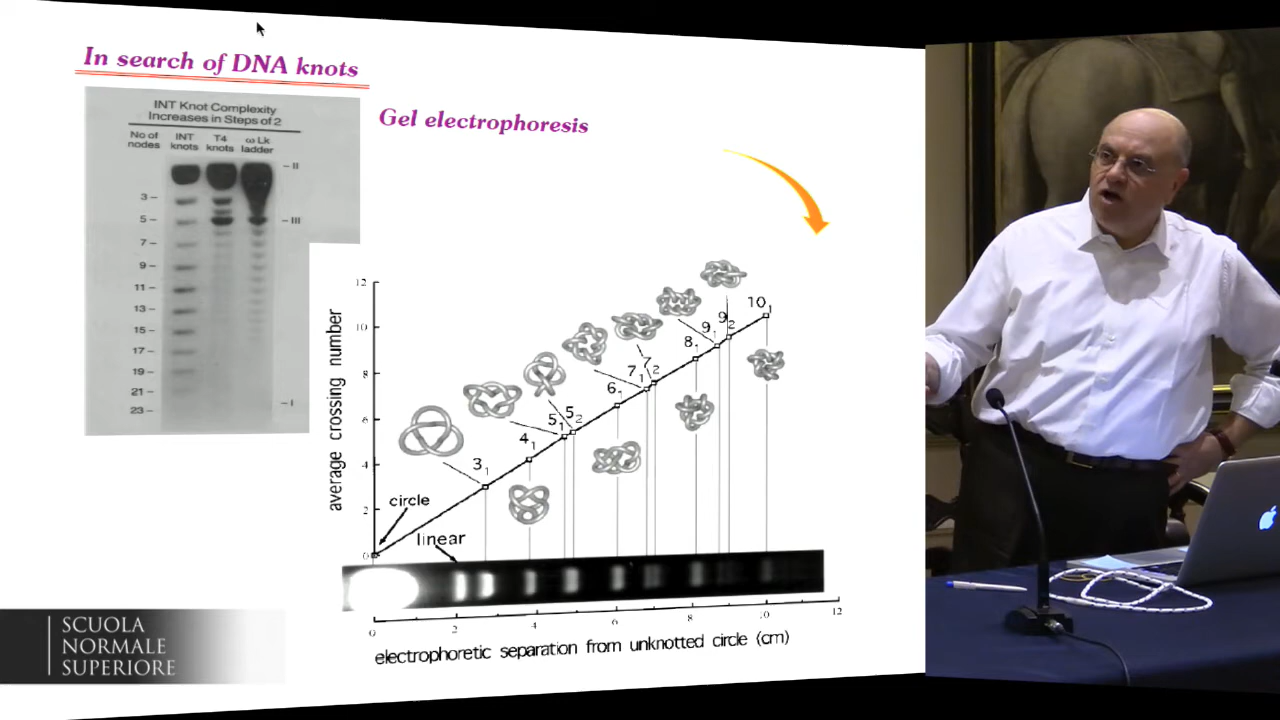 In search of DNA knots
INT Knot Complexity
Increases in Steps of 2
No of nodes
INT knots
T4 knots
ω Lk ladder
II
3
5
III
7
9
11
13
15
17
19
21
23
I
Gel electrophoresis
average crossing number
12
10
8
6
4
2
0
circle
linear
3₁
4₁
5₁
5₂
6₁
7₁
7₂
8₁
9₁
9₂
10₁
0
2
4
6
8
10
12
electrophoretic separation from unknotted circle (cm)
SCUOLA
NORMALE
SUPERIORE